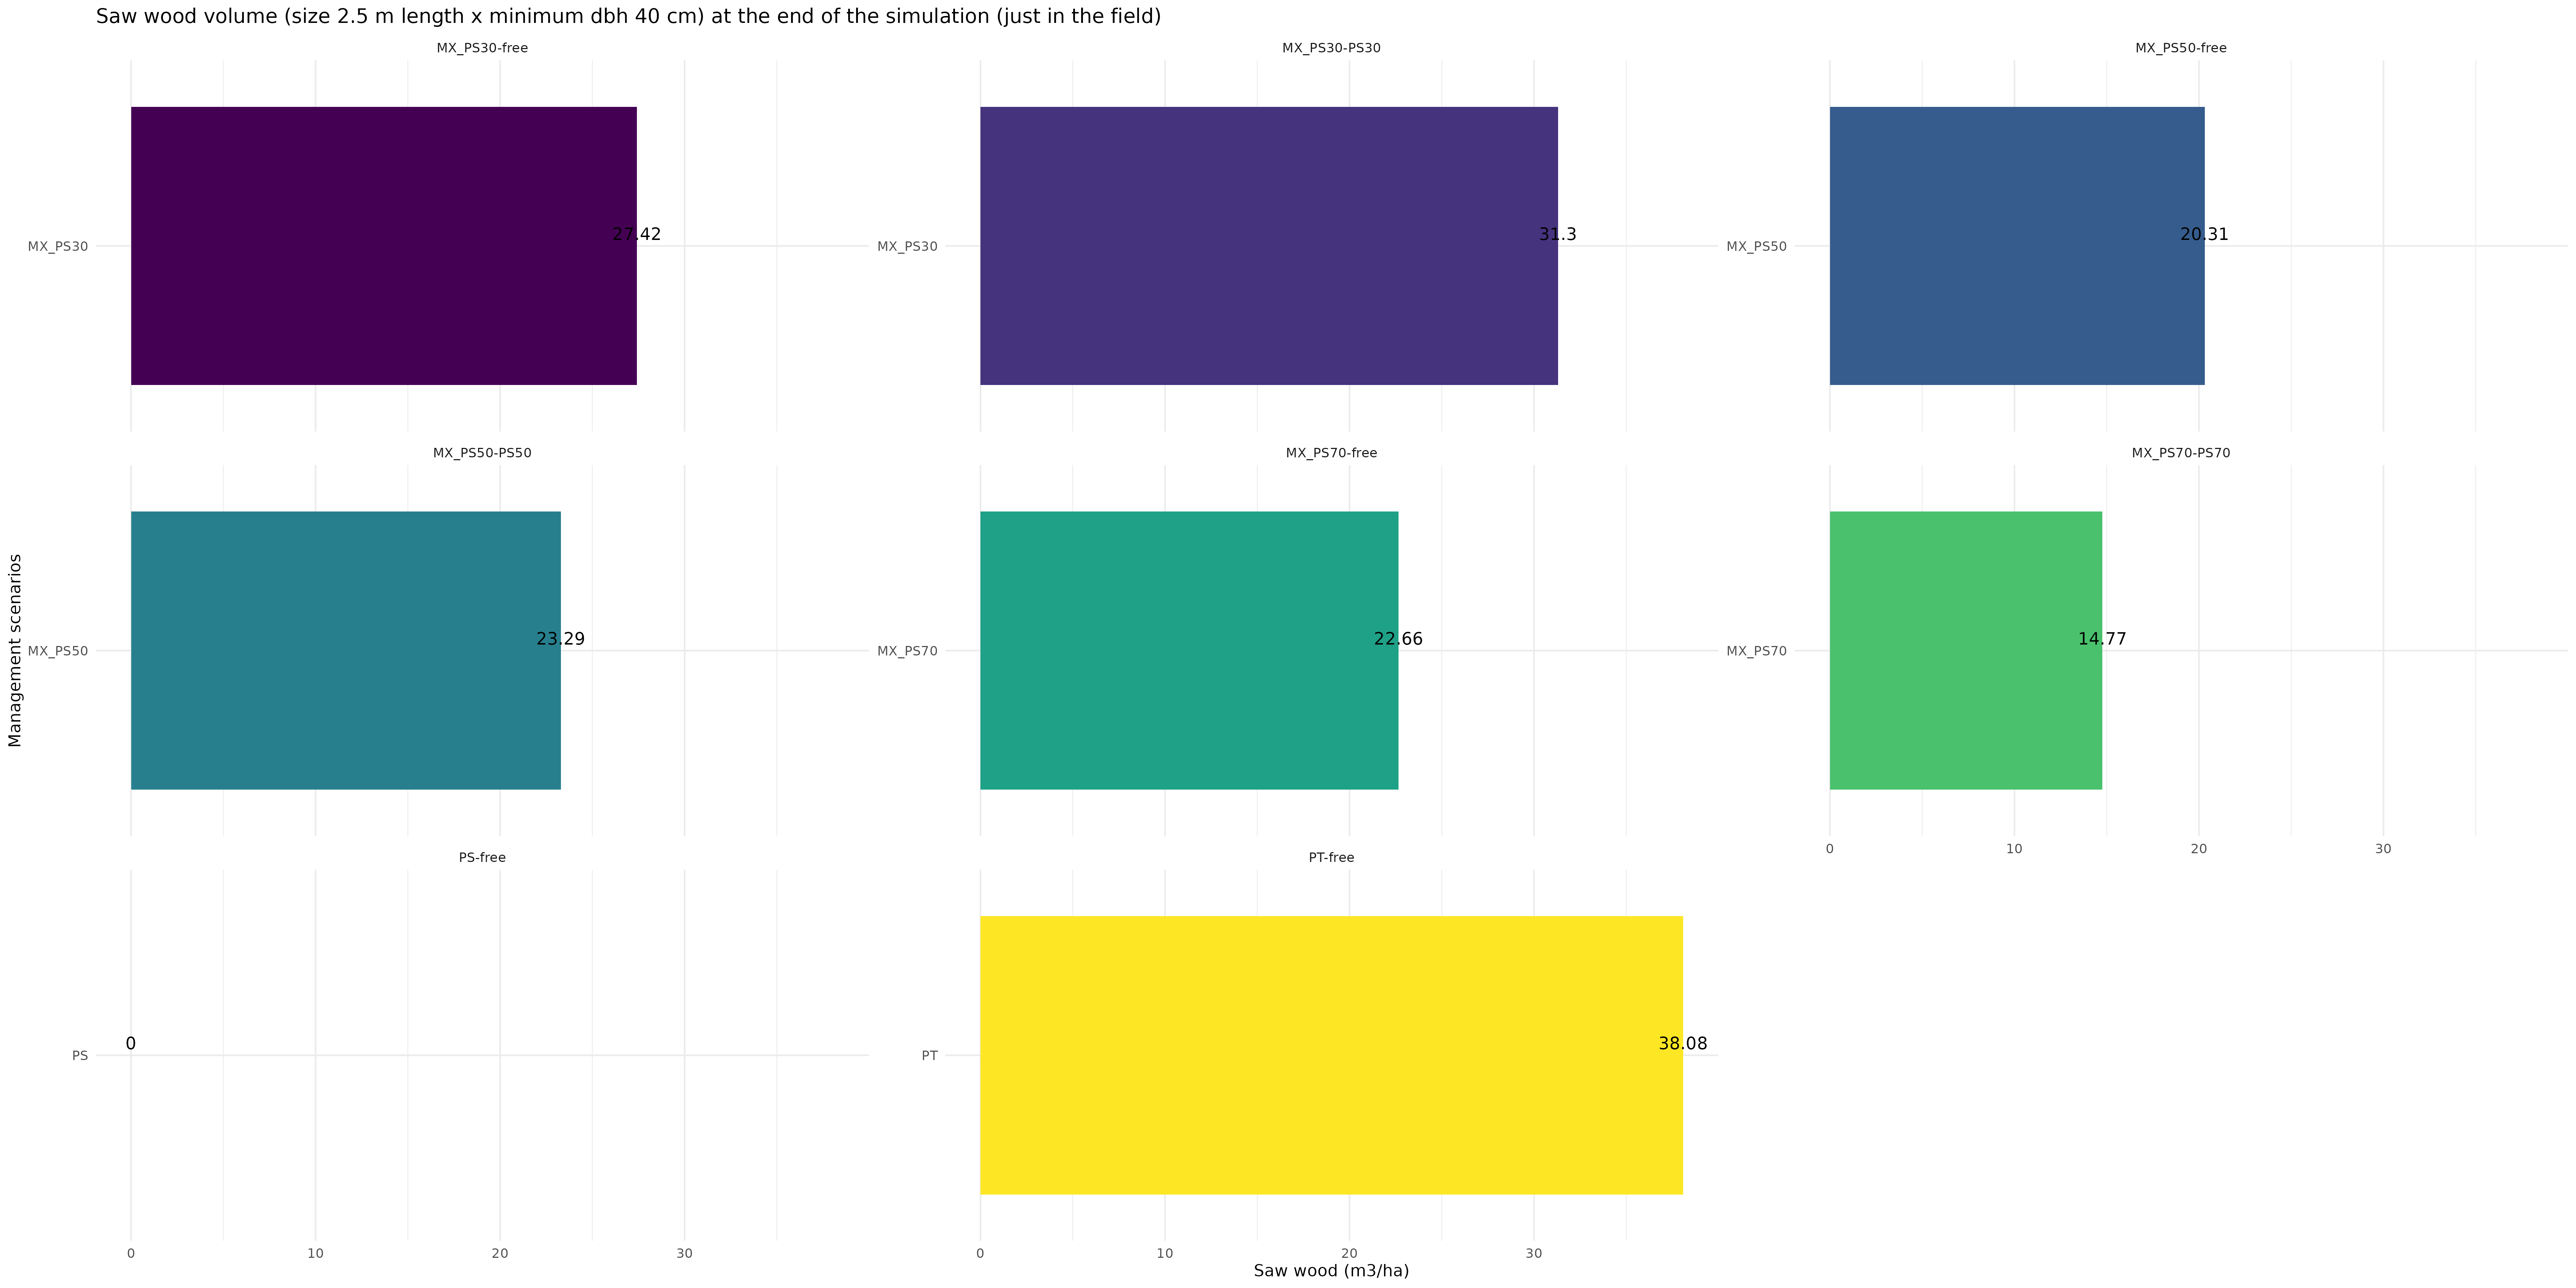 Saw wood volume (size 2.5 m length x minimum dbh 40 cm) at the end of the simulation (just in the field)
MX_PS30-free
MX_PS30-PS30
MX_PS50-free
MX_PS30
27.42
MX_PS30
31.3
MX_PS50
20.31
MX_PS50-PS50
MX_PS70-free
MX_PS70-PS70
MX_PS50
23.29
MX_PS70
22.66
MX_PS70
14.77
0 10 20 30
PS-free
PT-free
PS
0
PT
38.08
0 10 20 30
0 10 20 30
Saw wood (m3/ha)
Management scenarios